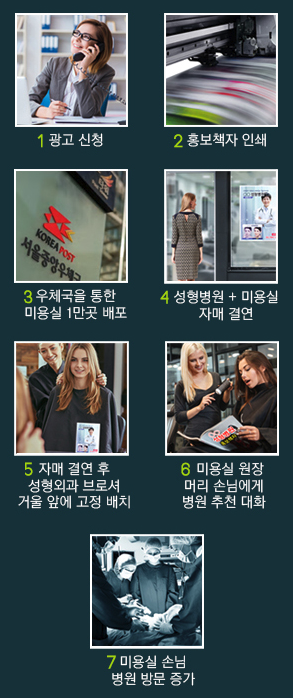 1 광고 신청
2 홍보책자 인쇄
KOREA POST
서울중앙우체국
3 우체국을 통한
미용실 1만곳 배포
4 성형병원 + 미용실
자매 결연
5 자매 결연 후
성형외과 브로셔
거울 앞에 고정 배치
6 미용실 원장
머리 손님에게
병원 추천 대화
7 미용실 손님
병원 방문 증가